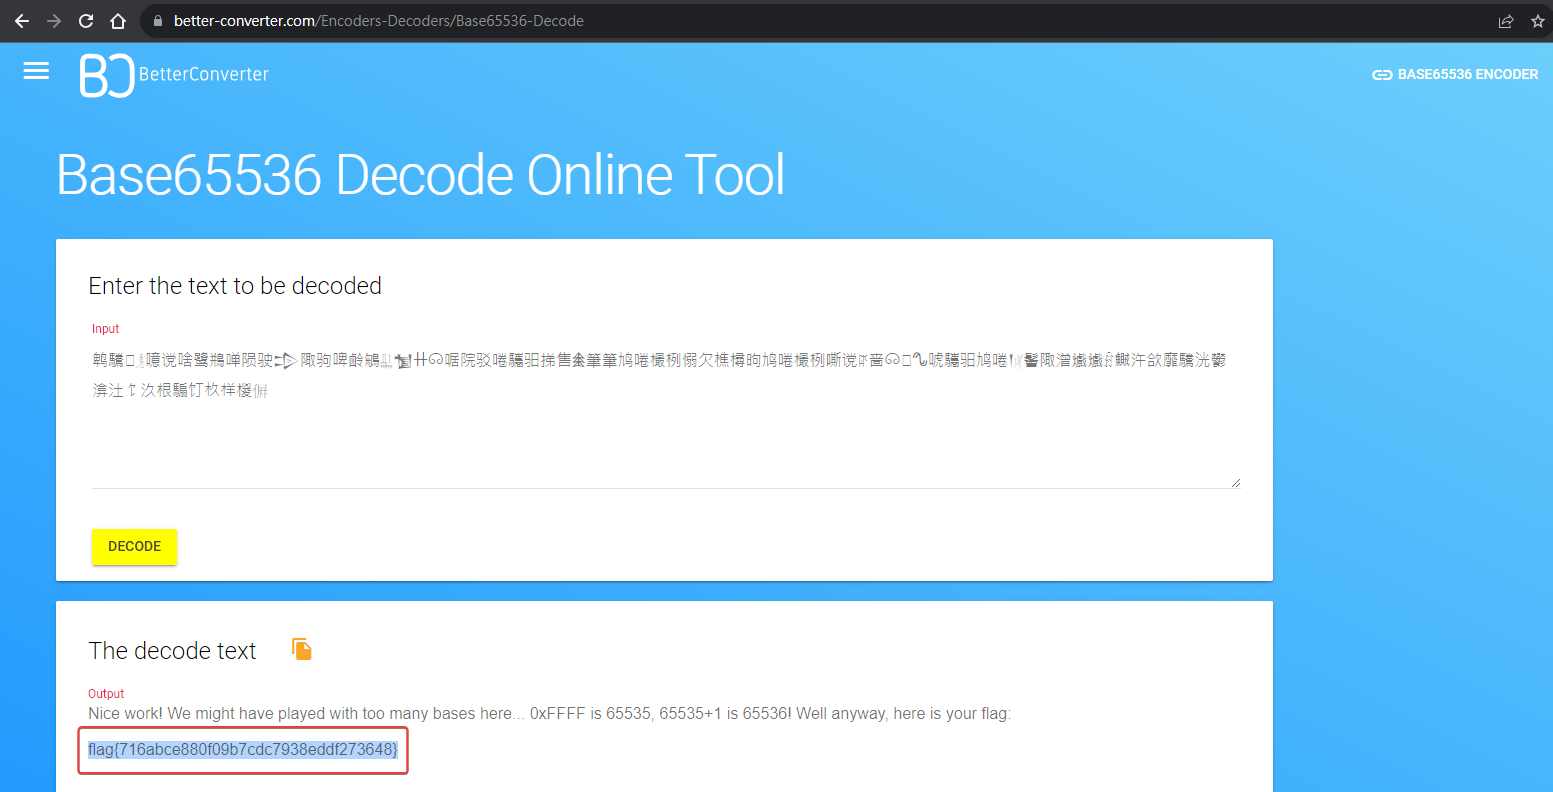 better-converter.com/Encoders-Decoders/Base65536-Decode
BetterConverter
BASE65536 ENCODER
Base65536 Decode Online Tool
Enter the text to be decoded
Input
DECODE
The decode text
Output
Nice work! We might have played with too many bases here... 0xFFFF is 65535, 65535+1 is 65536! Well anyway, here is your flag:
flag{716abce880f09b7cdc7938eddf273648}